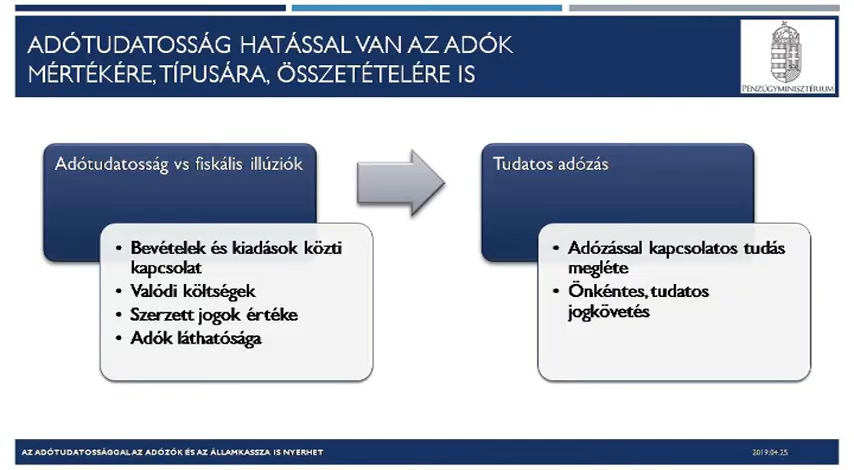 ADÓTUDATOSSÁG HATÁSSAL VAN AZ ADÓK
MÉRTÉKÉRE, TÍPUSÁRA, ÖSSZETÉTELÉRE IS
PÉNZÜGYMINISZTÉRIUM
Adótudatosság vs fiskális illúziók
• Bevételek és kiadások közti
kapcsolat
• Valódi költségek
• Szerzett jogok értéke
• Adók láthatósága
Tudatos adózás
• Adózással kapcsolatos tudás
megléte
• Önkéntes, tudatos
jogkövetés
AZ ADÓTUDATOSSÁGGAL AZ ADÓZÓK ÉS AZ ÁLLAMKASSZA IS NYERHET
2019.04.25.